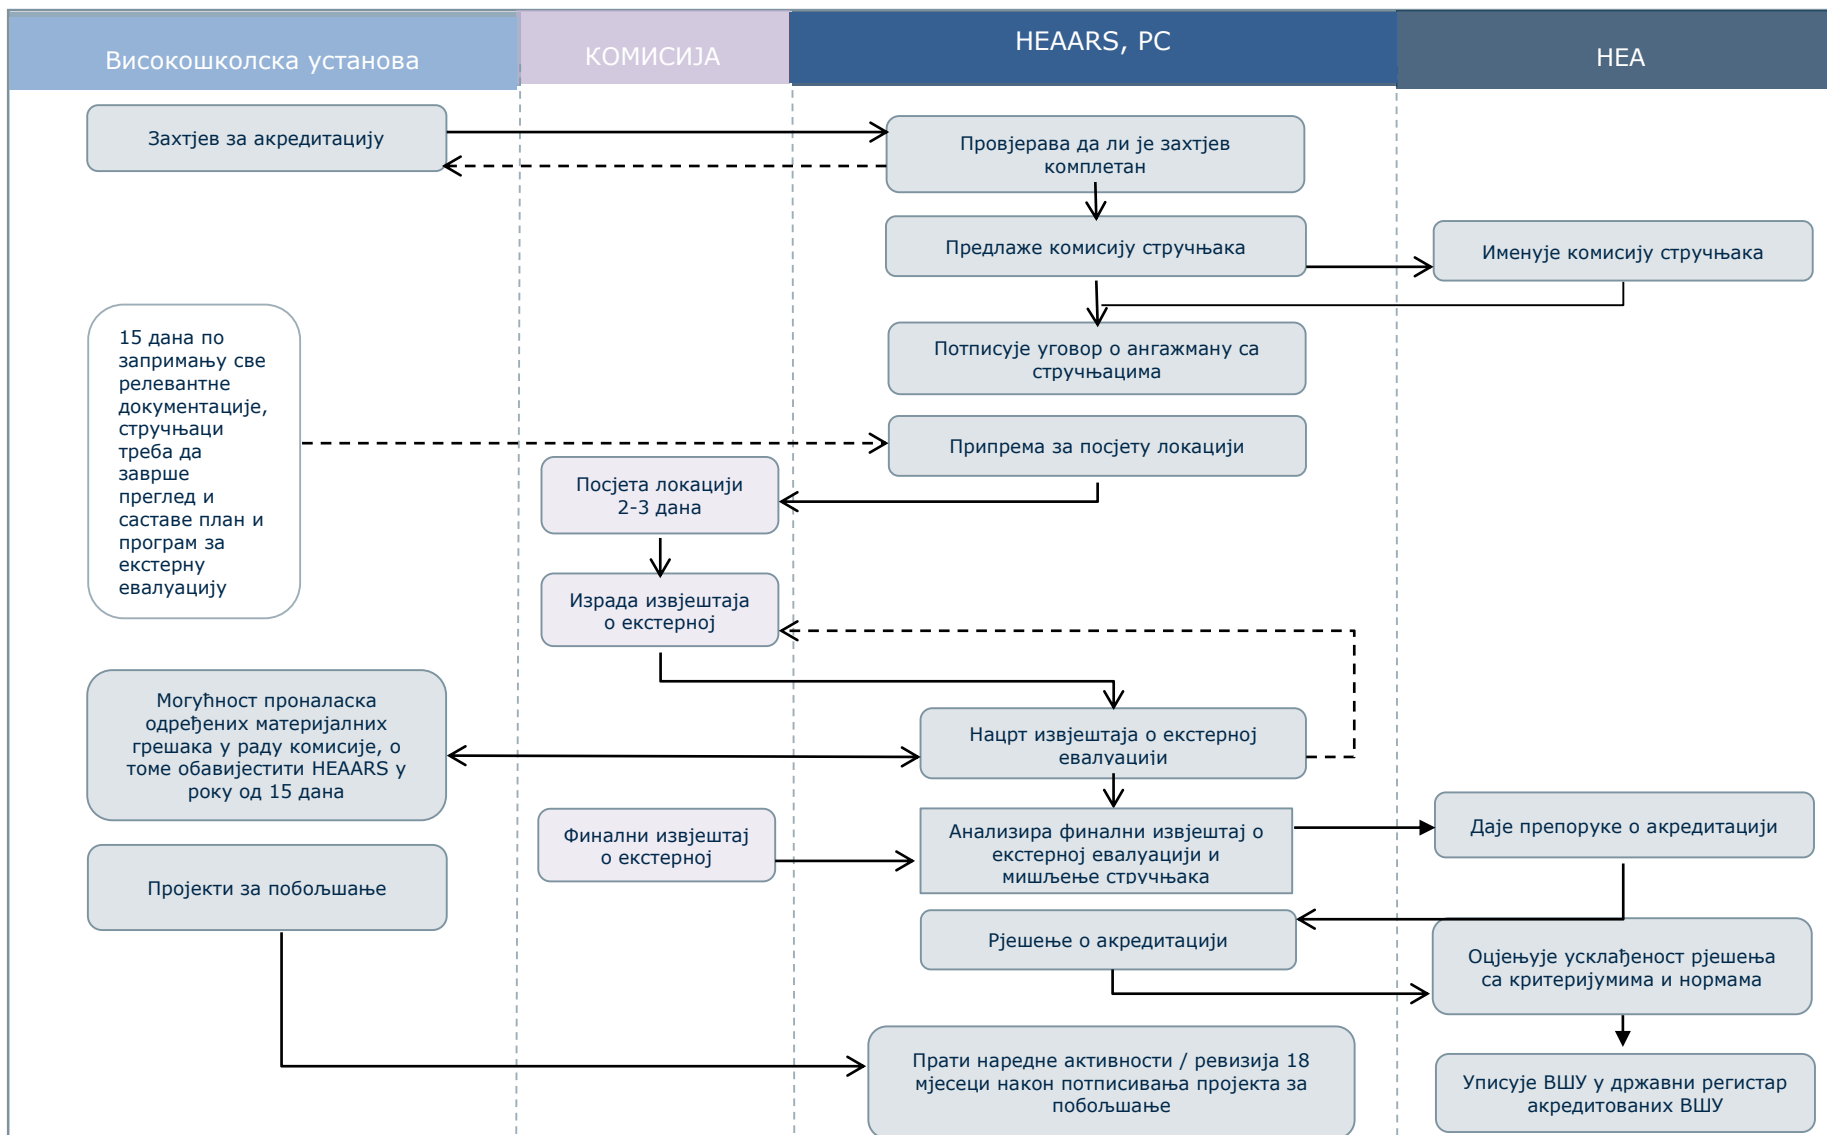 Високошколска установа
КОМИСИЈА
HEAARS, РС
НЕА
Захтјев за акредитацију
Провјерава да ли је захтјев
комплетан
Предлаже комисију стручњака
Именује комисију стручњака
15 дана по
запримању све
релевантне
документације,
стручњаци
треба да
заврше
преглед и
саставе план и
програм за
екстерну
евалуацију
Потписује уговор о ангажману са
стручњацима
Припрема за посјету локацији
Посјета локацији
2-3 дана
Израда извјештаја
о екстерној
Могућност проналаска
одређених материјалних
грешака у раду комисије, о
томе обавијестити HEAARS у
року од 15 дана
Нацрт извјештаја о екстерној
евалуацији
Финални извјештај
о екстерној
Анализира финални извјештај о
екстерној евалуацији и
мишљење стручњака
Даје препоруке о акредитацији
Пројекти за побољшање
Рјешење о акредитацији
Оцјењује усклађеност рјешења
са критеријумима и нормама
Прати наредне активности / ревизија 18
мјесеци након потписивања пројекта за
побољшање
Уписује ВШУ у државни регистар
акредитованих ВШУ